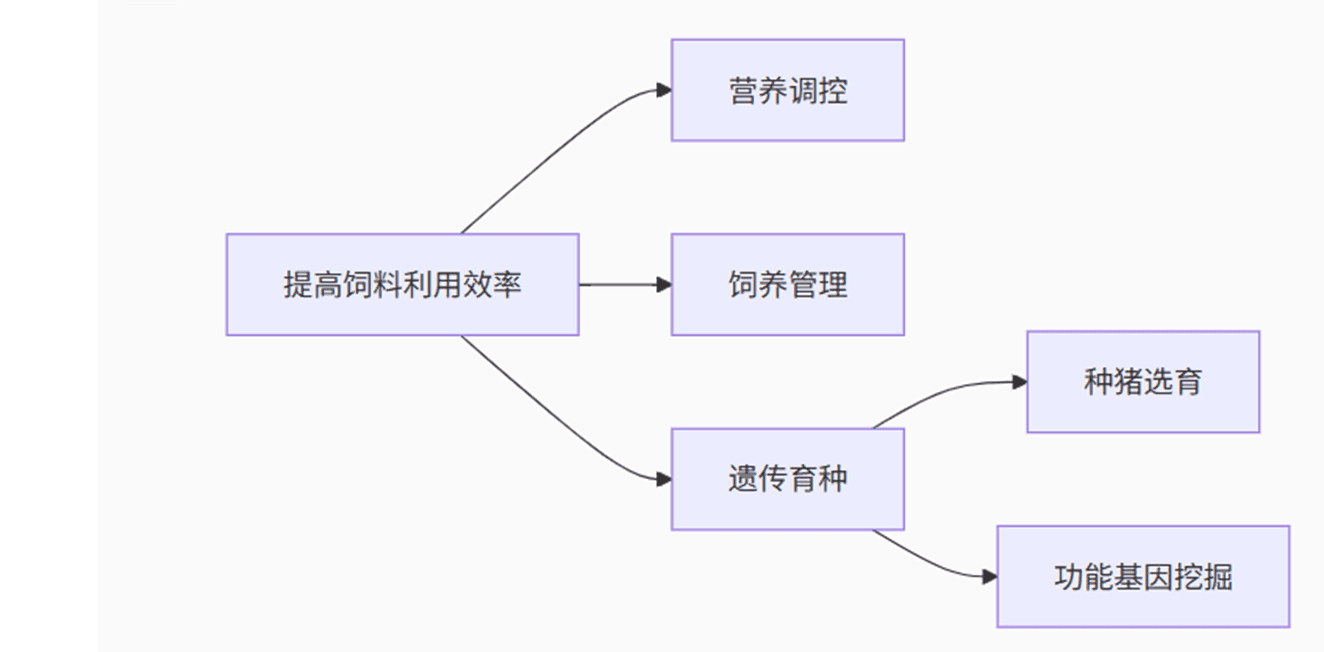 营养调控
提高饲料利用效率
饲养管理
种猪选育
遗传育种
功能基因挖掘